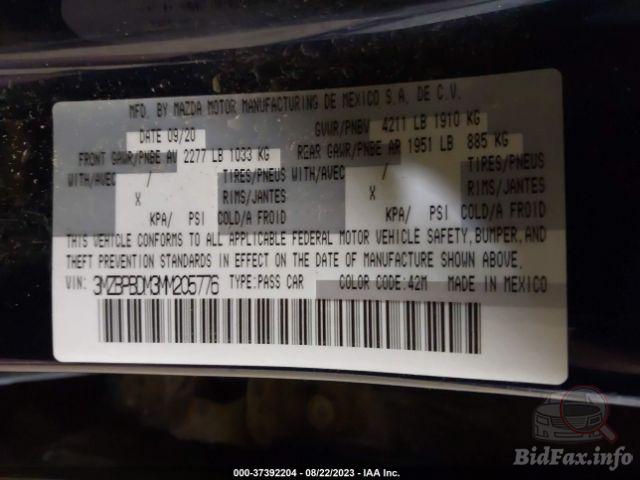 MFD. BY MAZDA MOTOR MANUFACTURING DE MEXICO S.A. DE C.V.
DATE 09/20 GVWR/PNBV 4211 LB 1910 KG
FRONT GAWR/PNBE AV 2277 LB 1033 KG REAR GAWR/PNBE AR 1951 LB 885 KG
WITH/AVEC / TIRES/PNEUS WITH/AVEC / TIRES/PNEUS
X RIMS/JANTES X RIMS/JANTES
KPA/ PSI COLD/A FROID KPA/ PSI COLD/A FROID
THIS VEHICLE CONFORMS TO ALL APPLICABLE FEDERAL MOTOR VEHICLE SAFETY, BUMPER, AND
THEFT PREVENTION STANDARDS IN EFFECT ON THE DATE OF MANUFACTURE SHOWN ABOVE.
VIN: 3MZBPBDM3MM205776 TYPE:PASS CAR COLOR CODE:42M MADE IN MEXICO
BidFax.info
000-37392204 - 08/22/2023 - IAA Inc.